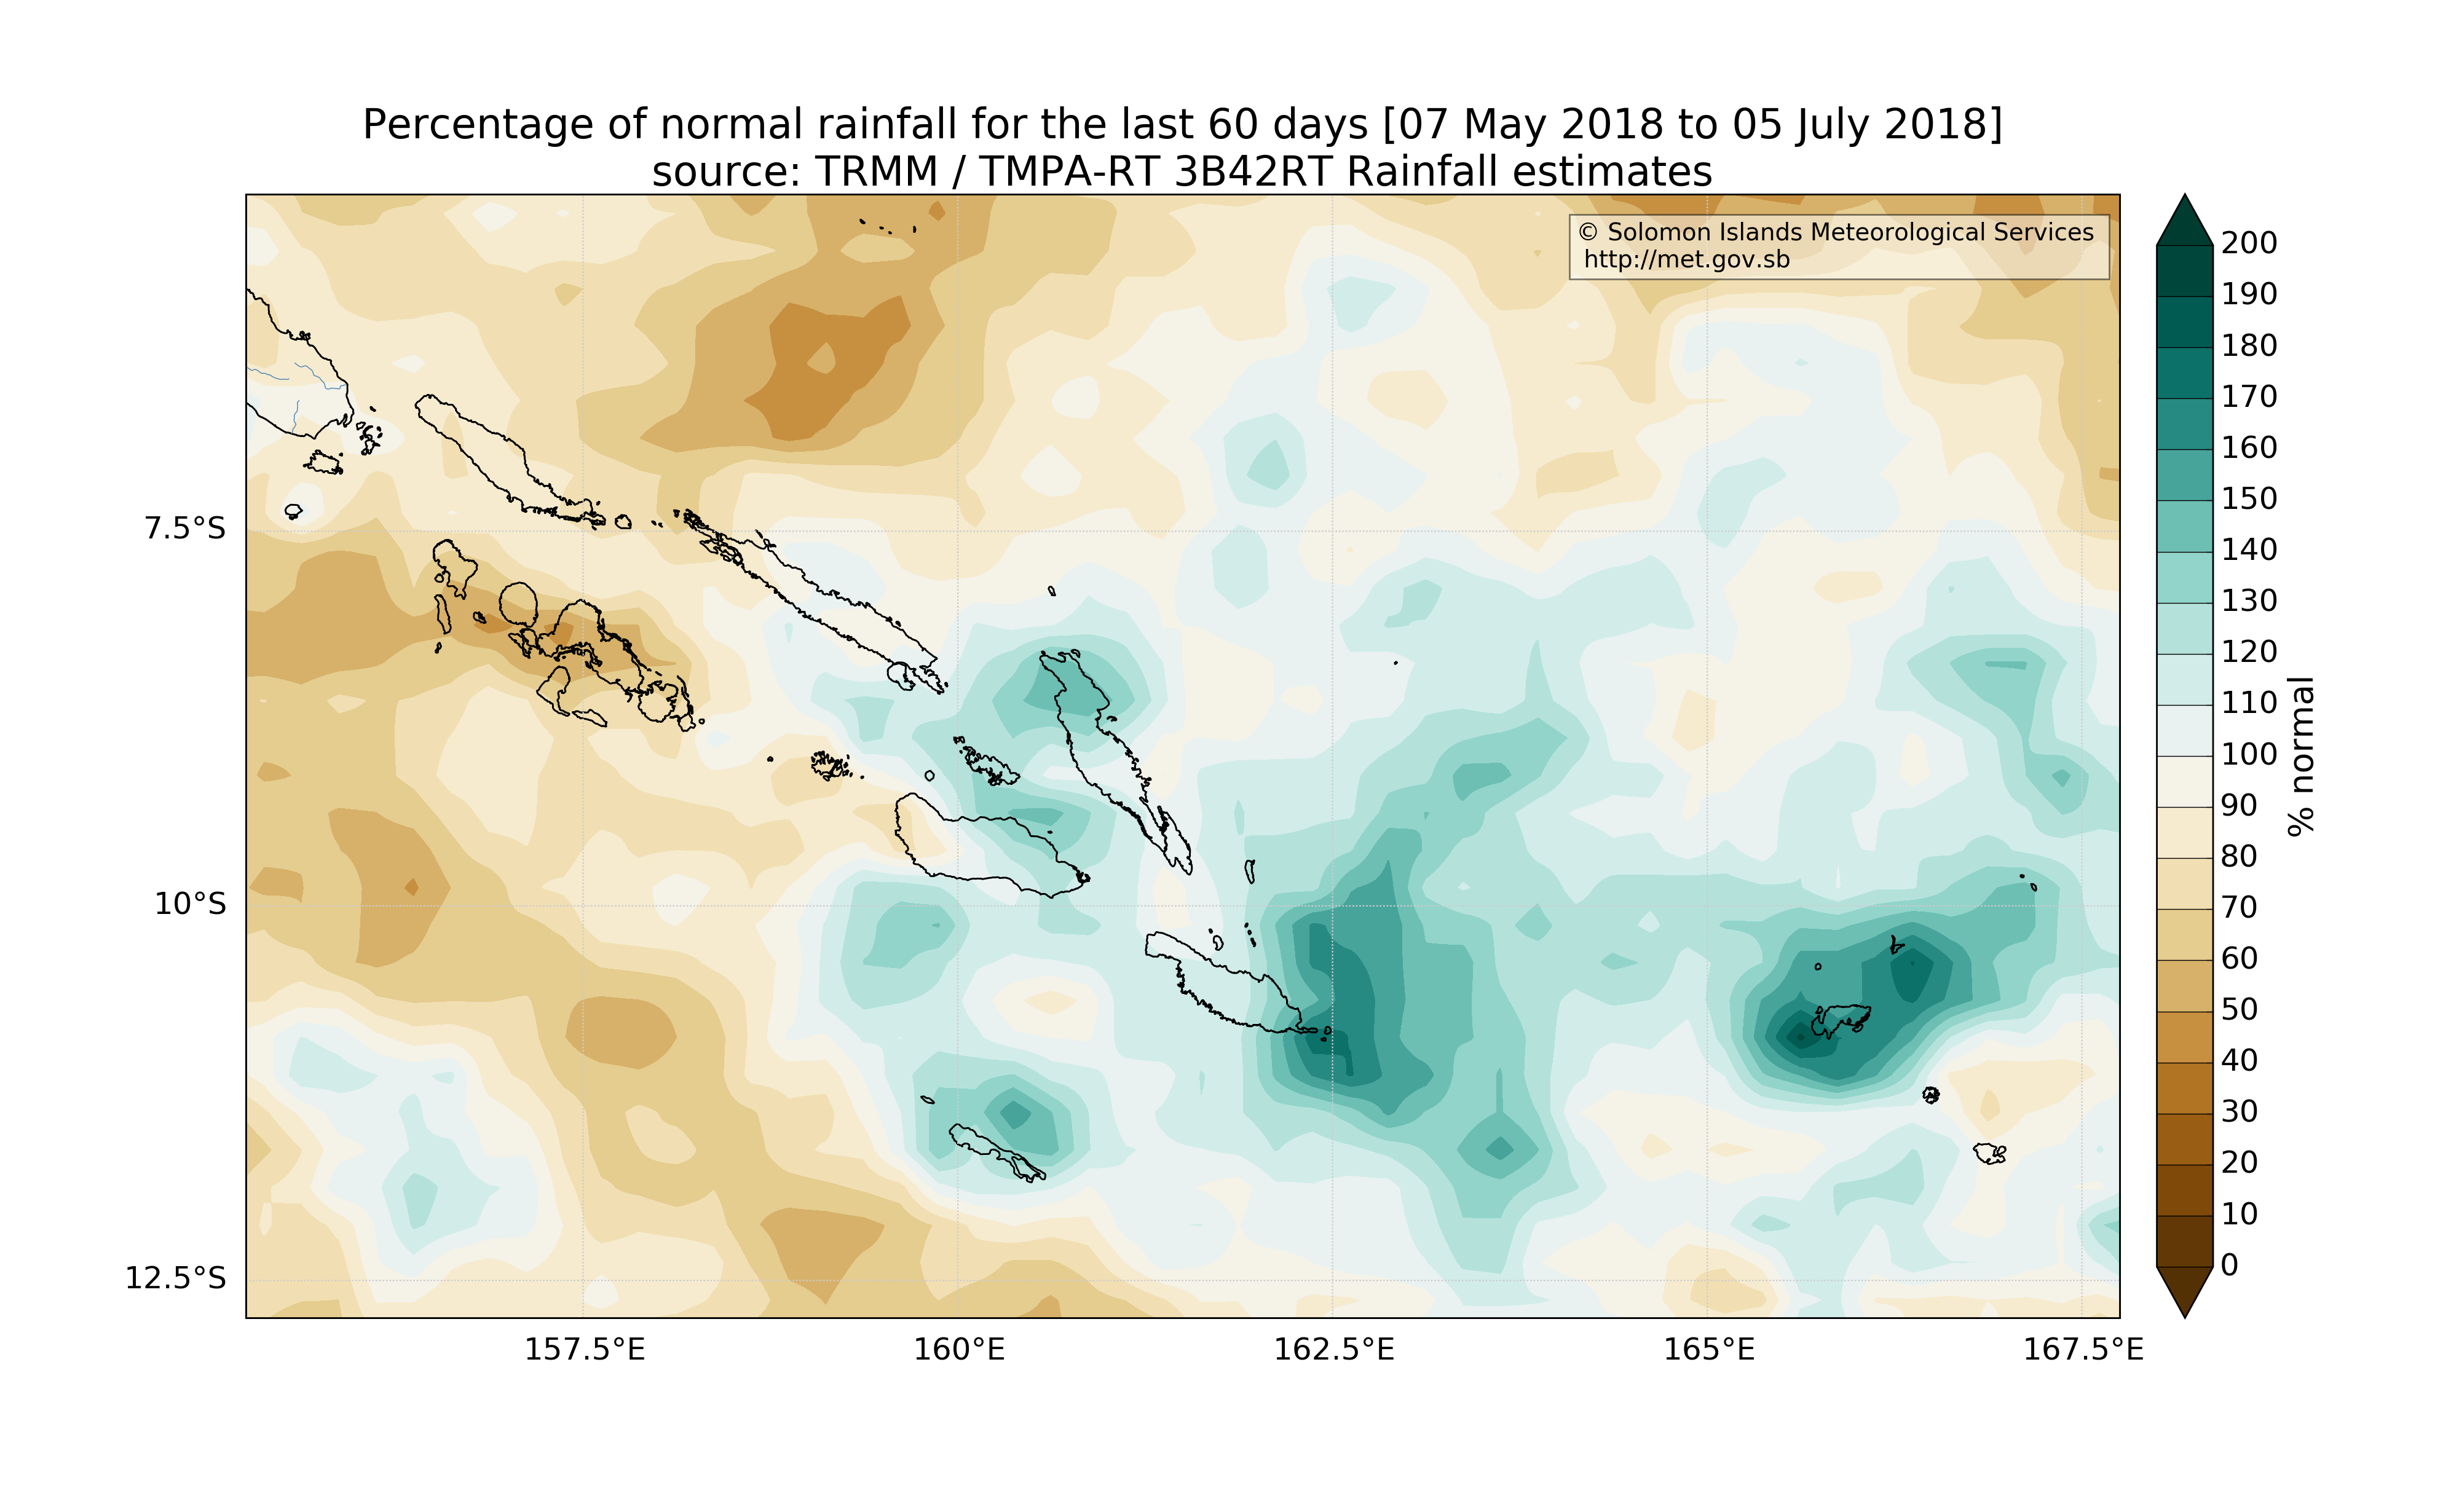 Percentage of normal rainfall for the last 60 days [07 May 2018 to 05 July 2018]
source: TRMM / TMPA-RT 3B42RT Rainfall estimates
© Solomon Islands Meteorological Services
http://met.gov.sb
7.5°S
10°S
12.5°S
157.5°E
160°E
162.5°E
165°E
167.5°E
200
190
180
170
160
150
140
130
120
110
100
90
80
70
60
50
40
30
20
10
0
% normal